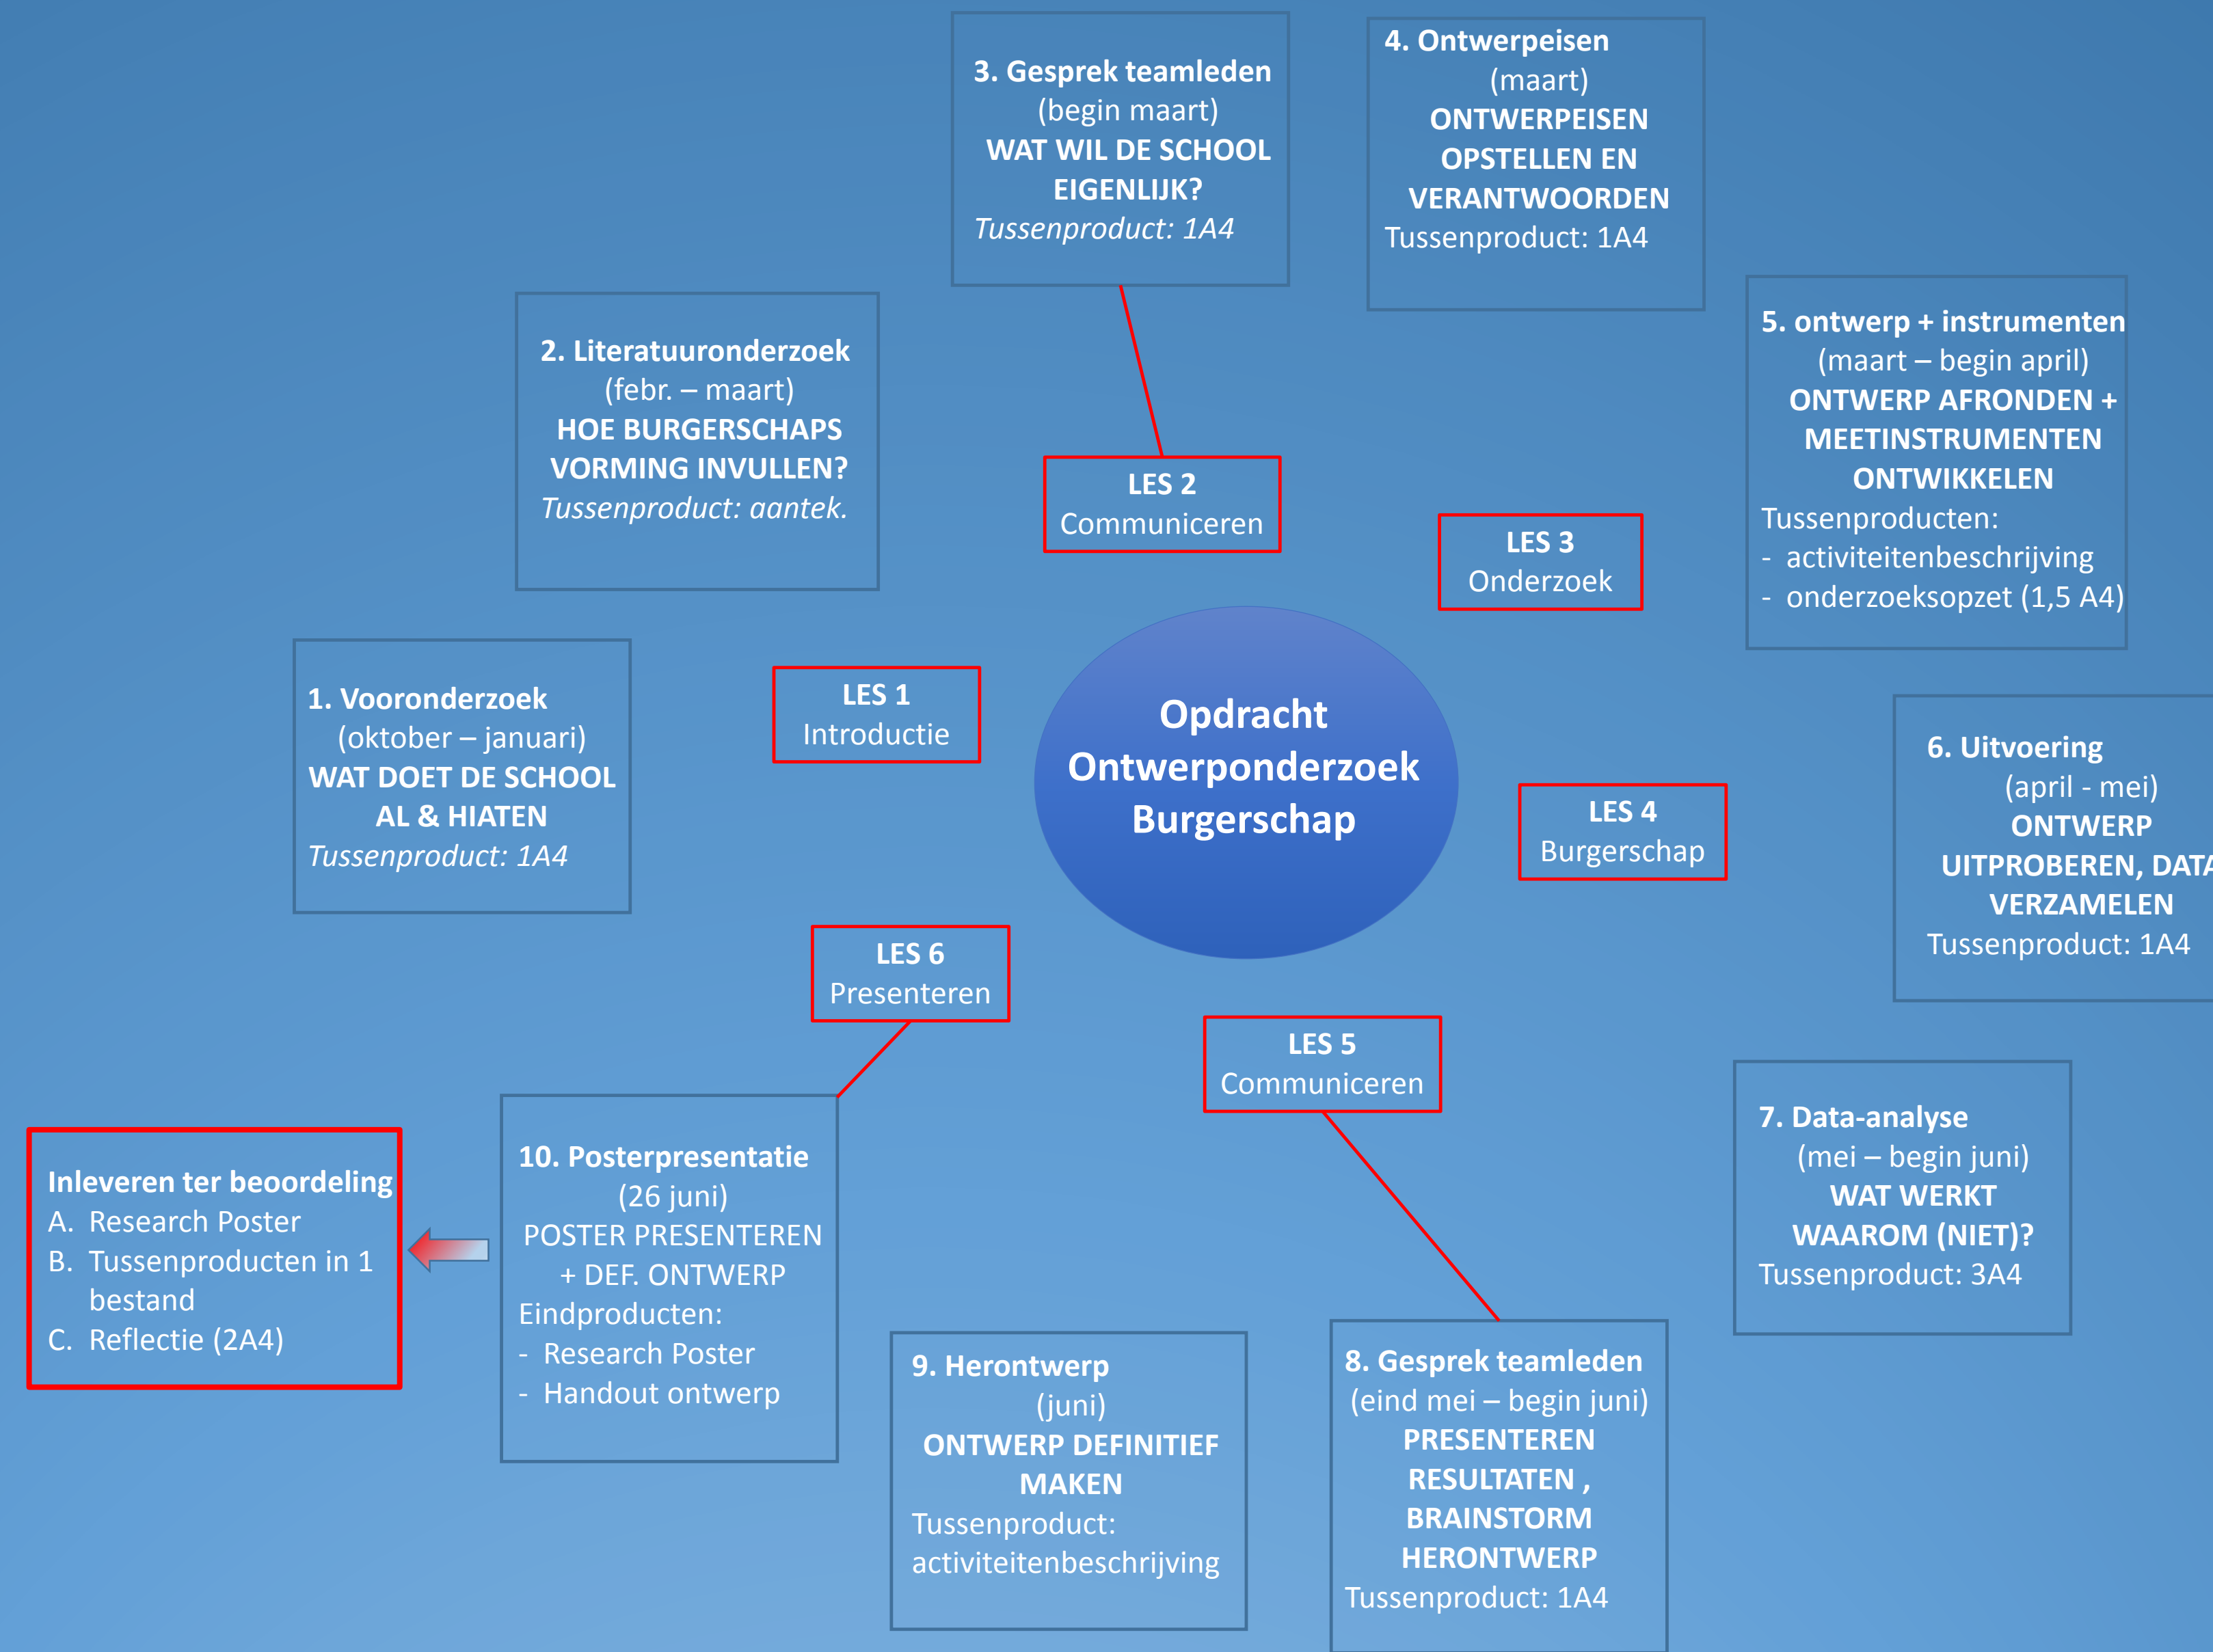 3. Gesprek teamleden
(begin maart)
WAT WIL DE SCHOOL
EIGENLIJK?
Tussenproduct: 1A4
4. Ontwerpeisen
(maart)
ONTWERPEISEN
OPSTELLEN EN
VERANTWOORDEN
Tussenproduct: 1A4
2. Literatuuronderzoek
(febr. – maart)
HOE BURGERSCHAPS
VORMING INVULLEN?
Tussenproduct: aantek.
5. ontwerp + instrumenten
(maart – begin april)
ONTWERP AFRONDEN +
MEETINSTRUMENTEN
ONTWIKKELEN
Tussenproducten:
- activiteitenbeschrijving
- onderzoeksopzet (1,5 A4)
LES 2
Communiceren
LES 3
Onderzoek
1. Vooronderzoek
(oktober – januari)
WAT DOET DE SCHOOL
AL & HIATEN
Tussenproduct: 1A4
LES 1
Introductie
Opdracht
Ontwerponderzoek
Burgerschap
LES 4
Burgerschap
6. Uitvoering
(april - mei)
ONTWERP
UITPROBEREN, DATA
VERZAMELEN
Tussenproduct: 1A4
LES 6
Presenteren
LES 5
Communiceren
7. Data-analyse
(mei – begin juni)
WAT WERKT
WAAROM (NIET)?
Tussenproduct: 3A4
Inleveren ter beoordeling
A. Research Poster
B. Tussenproducten in 1
bestand
C. Reflectie (2A4)
10. Posterpresentatie
(26 juni)
POSTER PRESENTEREN
+ DEF. ONTWERP
Eindproducten:
- Research Poster
- Handout ontwerp
9. Herontwerp
(juni)
ONTWERP DEFINITIEF
MAKEN
Tussenproduct:
activiteitenbeschrijving
8. Gesprek teamleden
(eind mei – begin juni)
PRESENTEREN
RESULTATEN ,
BRAINSTORM
HERONTWERP
Tussenproduct: 1A4